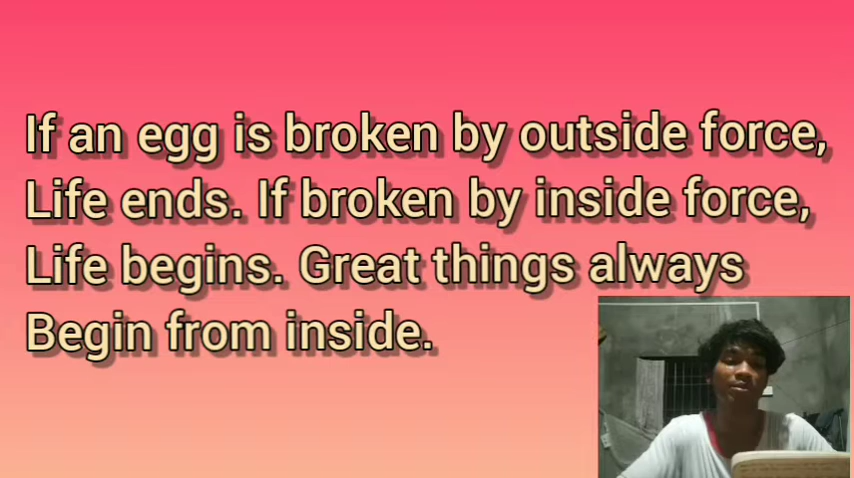 If an egg is broken by outside force,
Life ends. If broken by inside force,
Life begins. Great things always
Begin from inside.